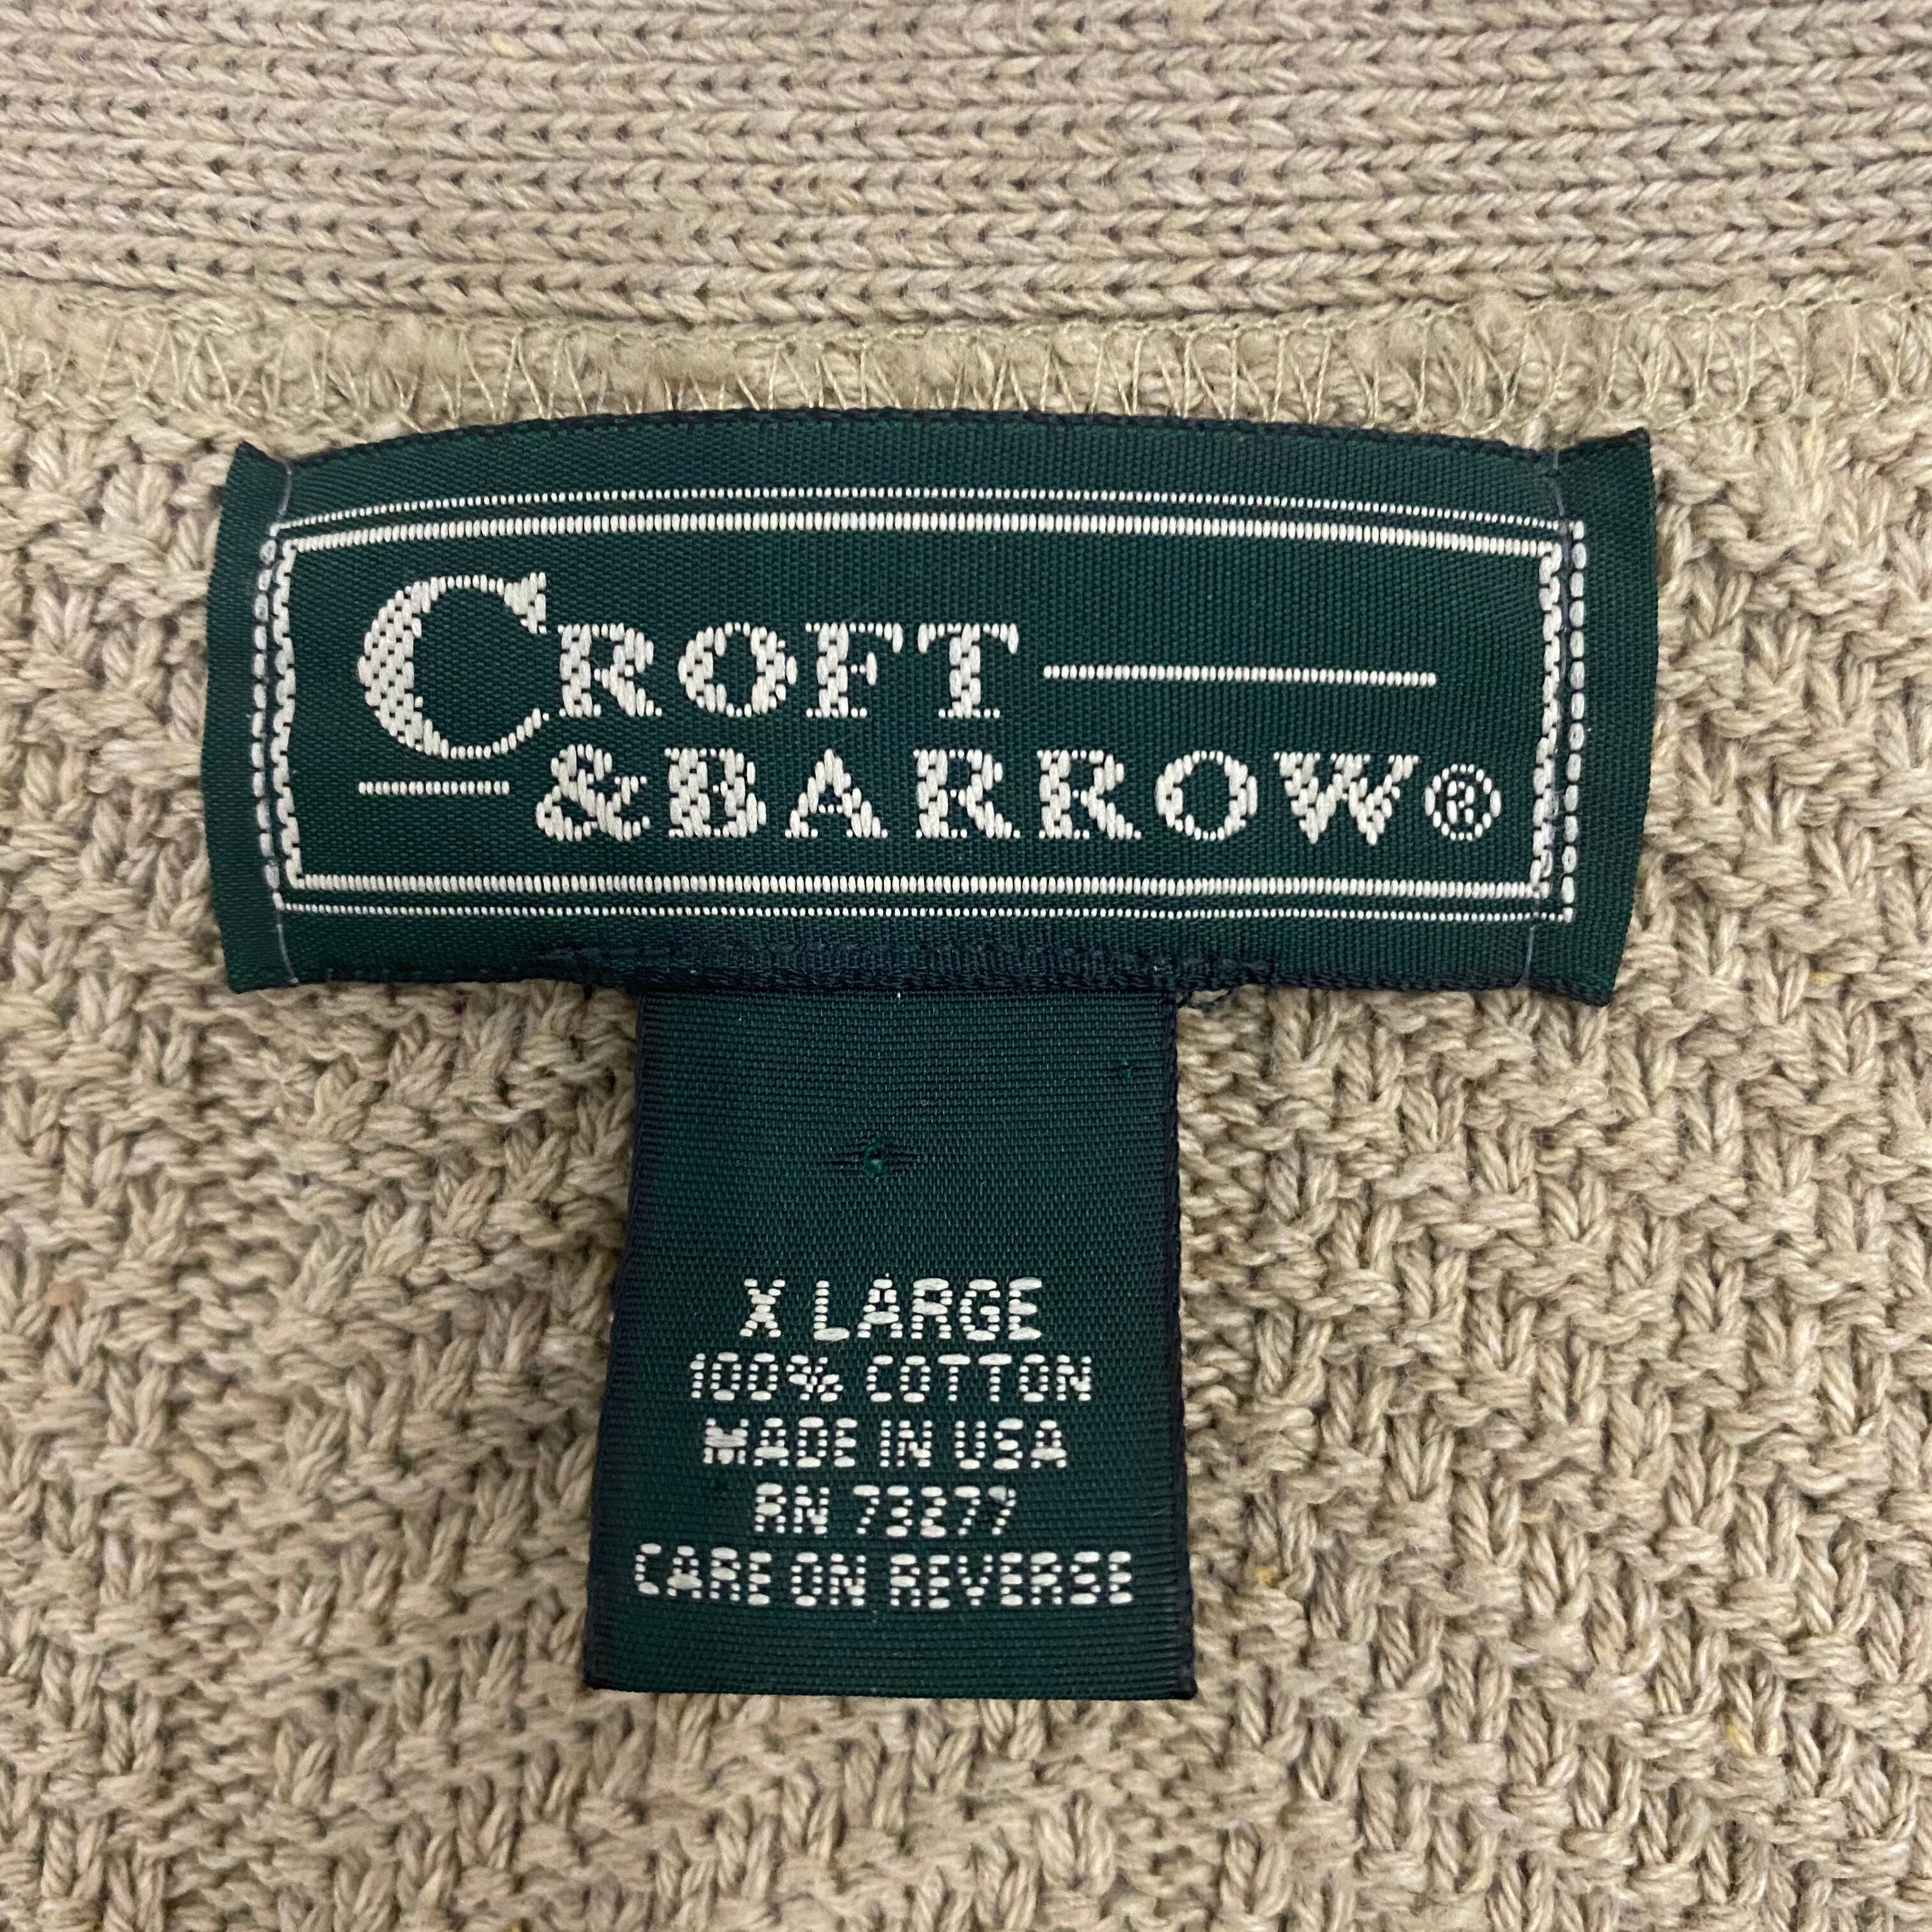 CROFT
&BARROW®
X LARGE
100% COTTON
MADE IN USA
RN 73277
CARE ON REVERSE